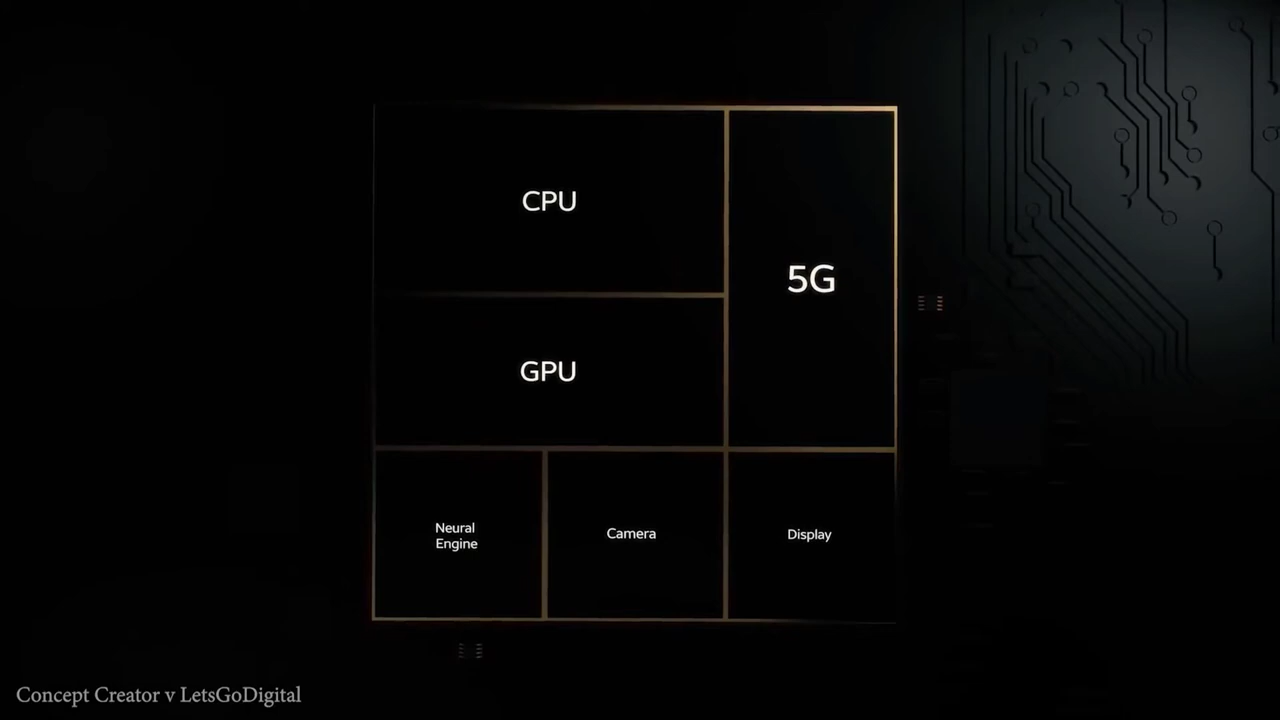 CPU
5G
GPU
Neural
Engine
Camera
Display
Concept Creator v LetsGoDigital